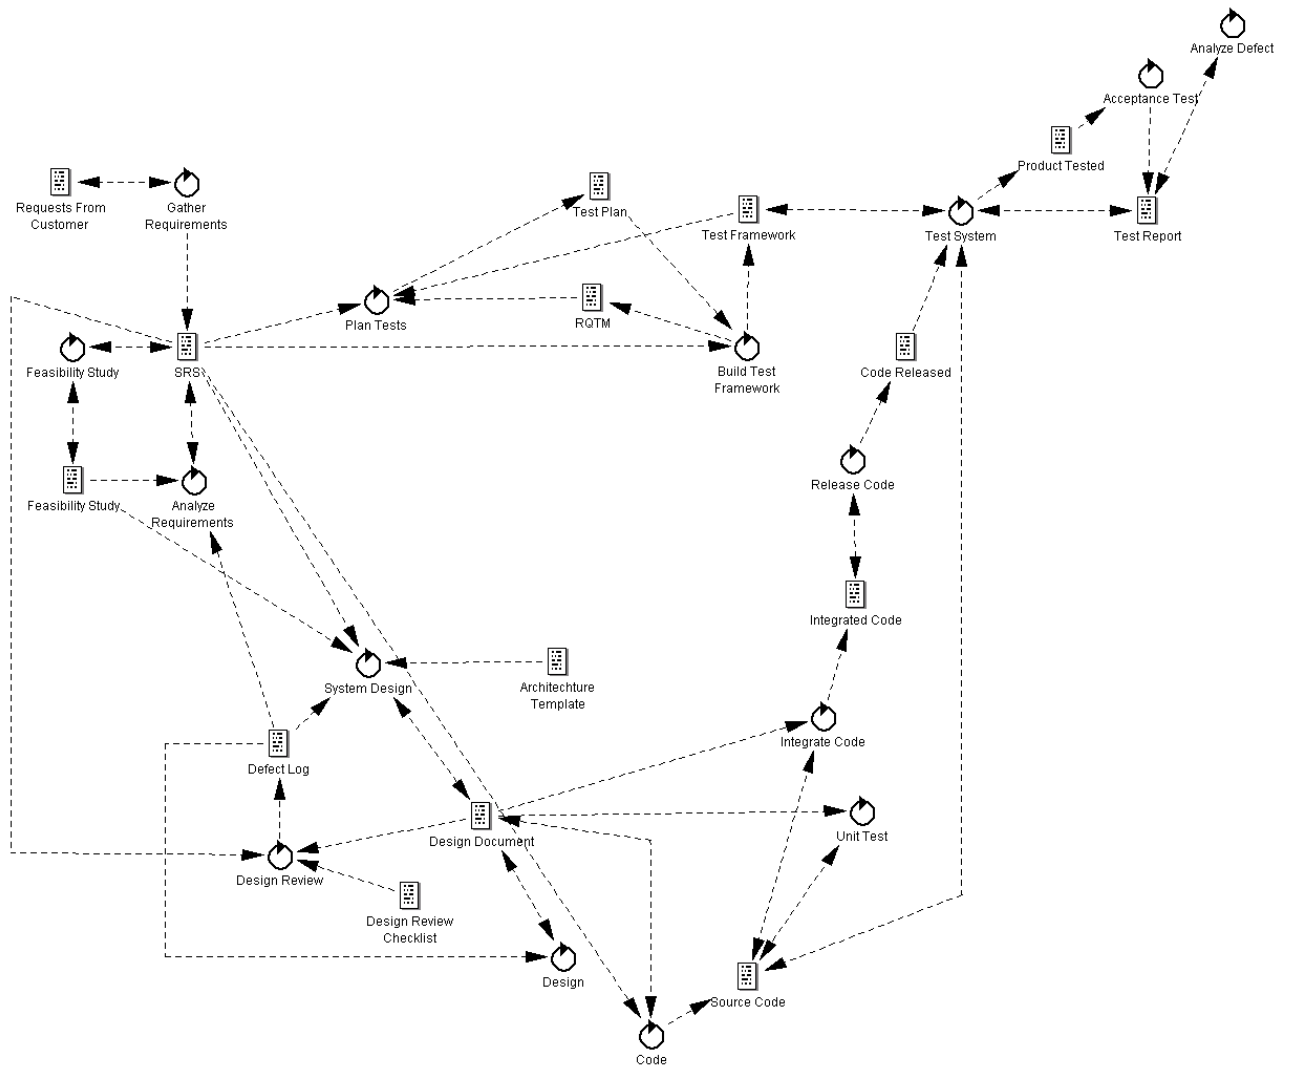 Analyze Defect
Acceptance Test
Product Tested
Requests From
Customer
Gather
Requirements
Test Plan
Test Framework
Test System
Test Report
Plan Tests
RQTM
Feasibility Study
SRS
Build Test
Framework
Code Released
Feasibility Study
Analyze
Requirements
Release Code
Integrated Code
System Design
Architechture
Template
Integrate Code
Defect Log
Design Document
Unit Test
Design Review
Design Review
Checklist
Design
Source Code
Code